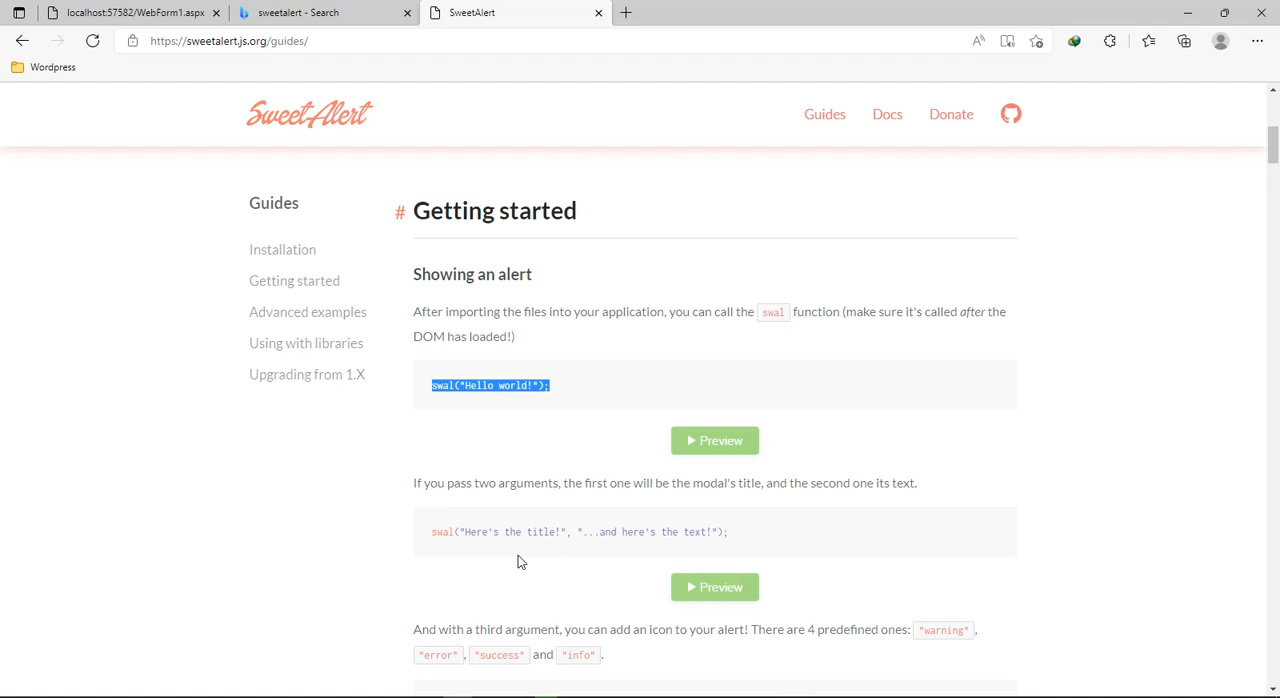 localhost:57582/WebForm1.aspx
sweetalert - Search
SweetAlert
https://sweetalert.js.org/guides/
Wordpress
SweetAlert
Guides
Docs
Donate
Guides
Installation
Getting started
Advanced examples
Using with libraries
Upgrading from 1.X
# Getting started
Showing an alert
After importing the files into your application, you can call the swal function (make sure it's called after the
DOM has loaded!)
swal("Hello world!");
Preview
If you pass two arguments, the first one will be the modal's title, and the second one its text.
swal("Here's the title!", "...and here's the text!");
Preview
And with a third argument, you can add an icon to your alert! There are 4 predefined ones: "warning",
"error", "success" and "info".